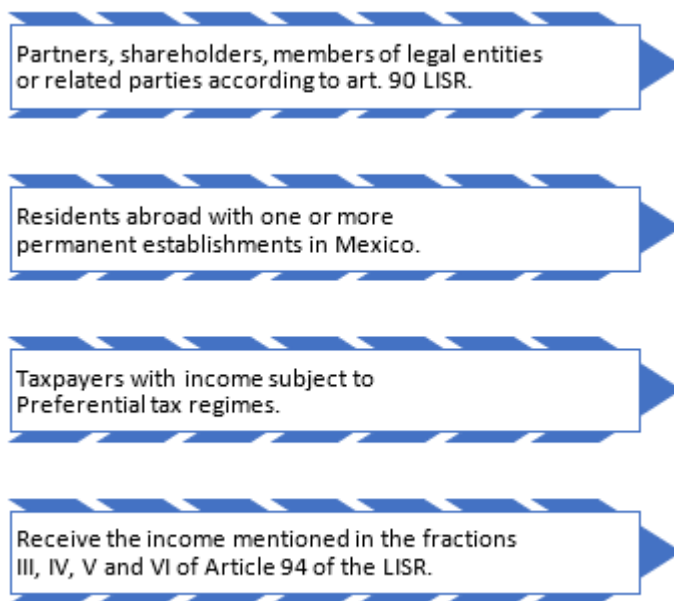 Partners, shareholders, members of legal entities
or related parties according to art. 90 LISR.
Residents abroad with one or more
permanent establishments in Mexico.
Taxpayers with income subject to
Preferential tax regimes.
Receive the income mentioned in the fractions
III, IV, V and VI of Article 94 of the LISR.